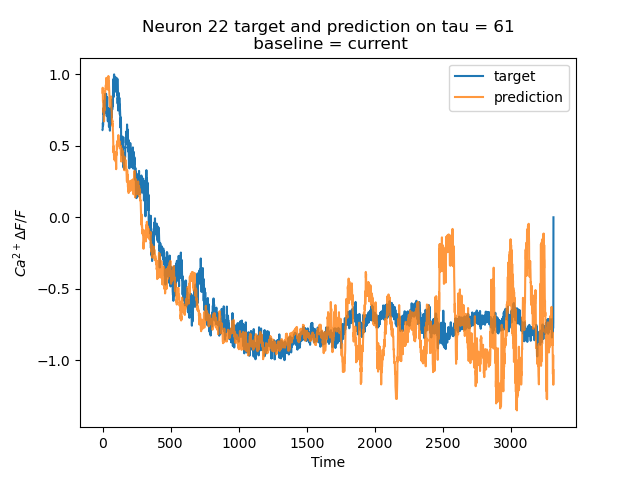 Neuron 22 target and prediction on tau = 61
baseline = current
target
prediction
1.0
0.5
0.0
−0.5
−1.0
Ca²⁺ ΔF/F
0
500
1000
1500
2000
2500
3000
Time